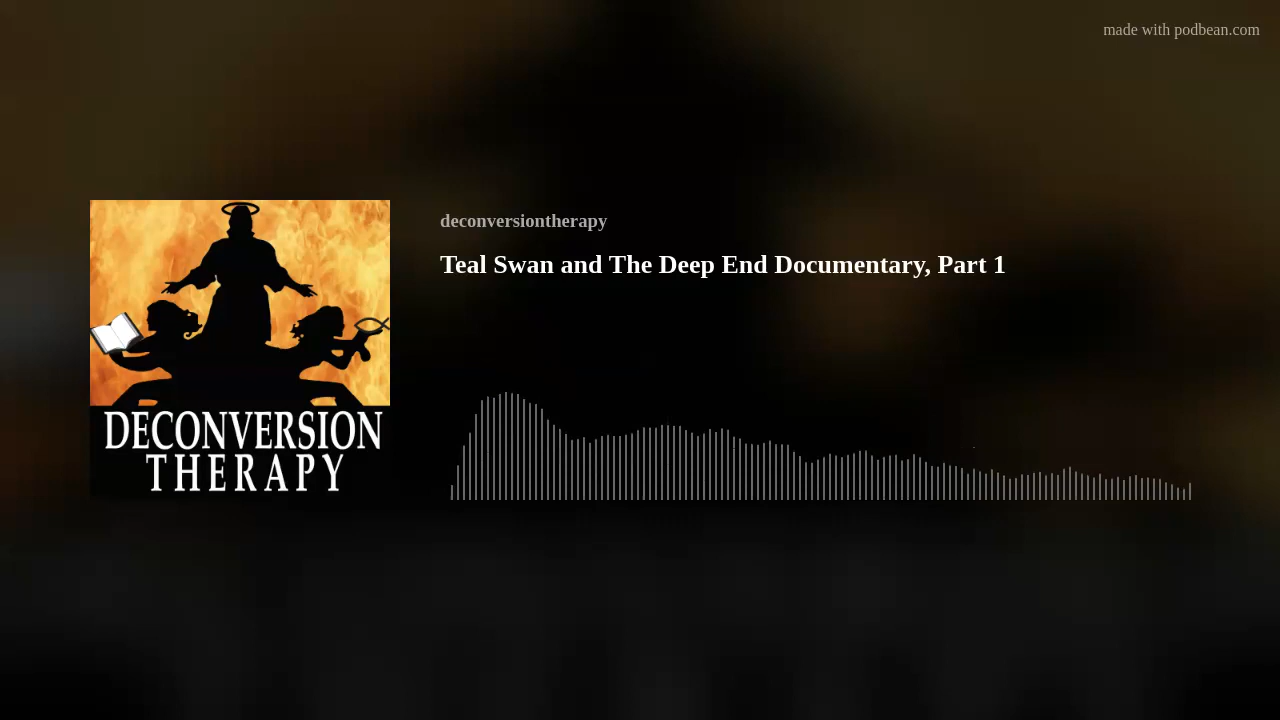 made with podbean.com
deconversiontherapy
Teal Swan and The Deep End Documentary, Part 1
DECONVERSION
THERAPY